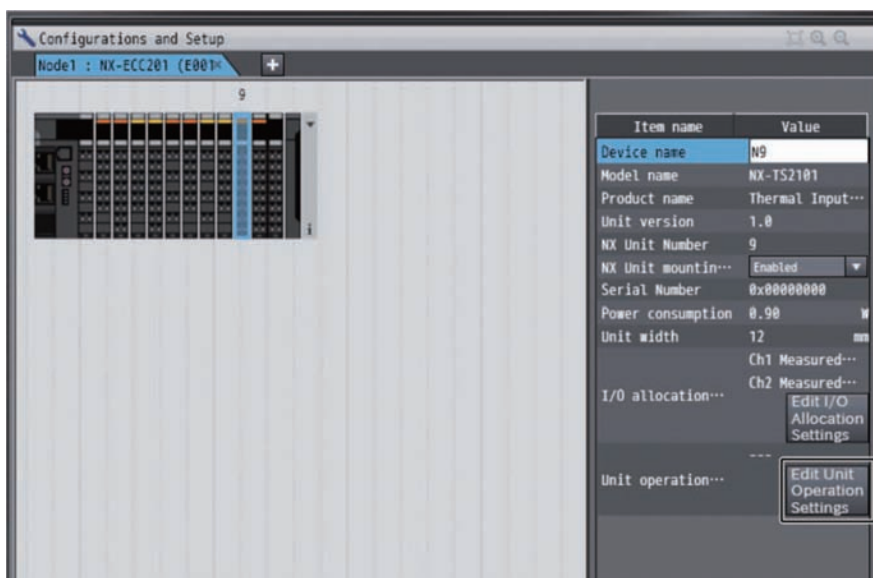 Configurations and Setup
Node1 : NX-ECC201 (E001×
+
9
Item name Value
Device name N9
Model name NX-TS2101
Product name Thermal Input···
Unit version 1.0
NX Unit Number 9
NX Unit mountin··· Enabled
Serial Number 0x00000000
Power consumption 0.90 W
Unit width 12 mm
Ch1 Measured···
Ch2 Measured···
I/O allocation···
Edit I/O
Allocation
Settings
---
Unit operation···
Edit Unit
Operation
Settings